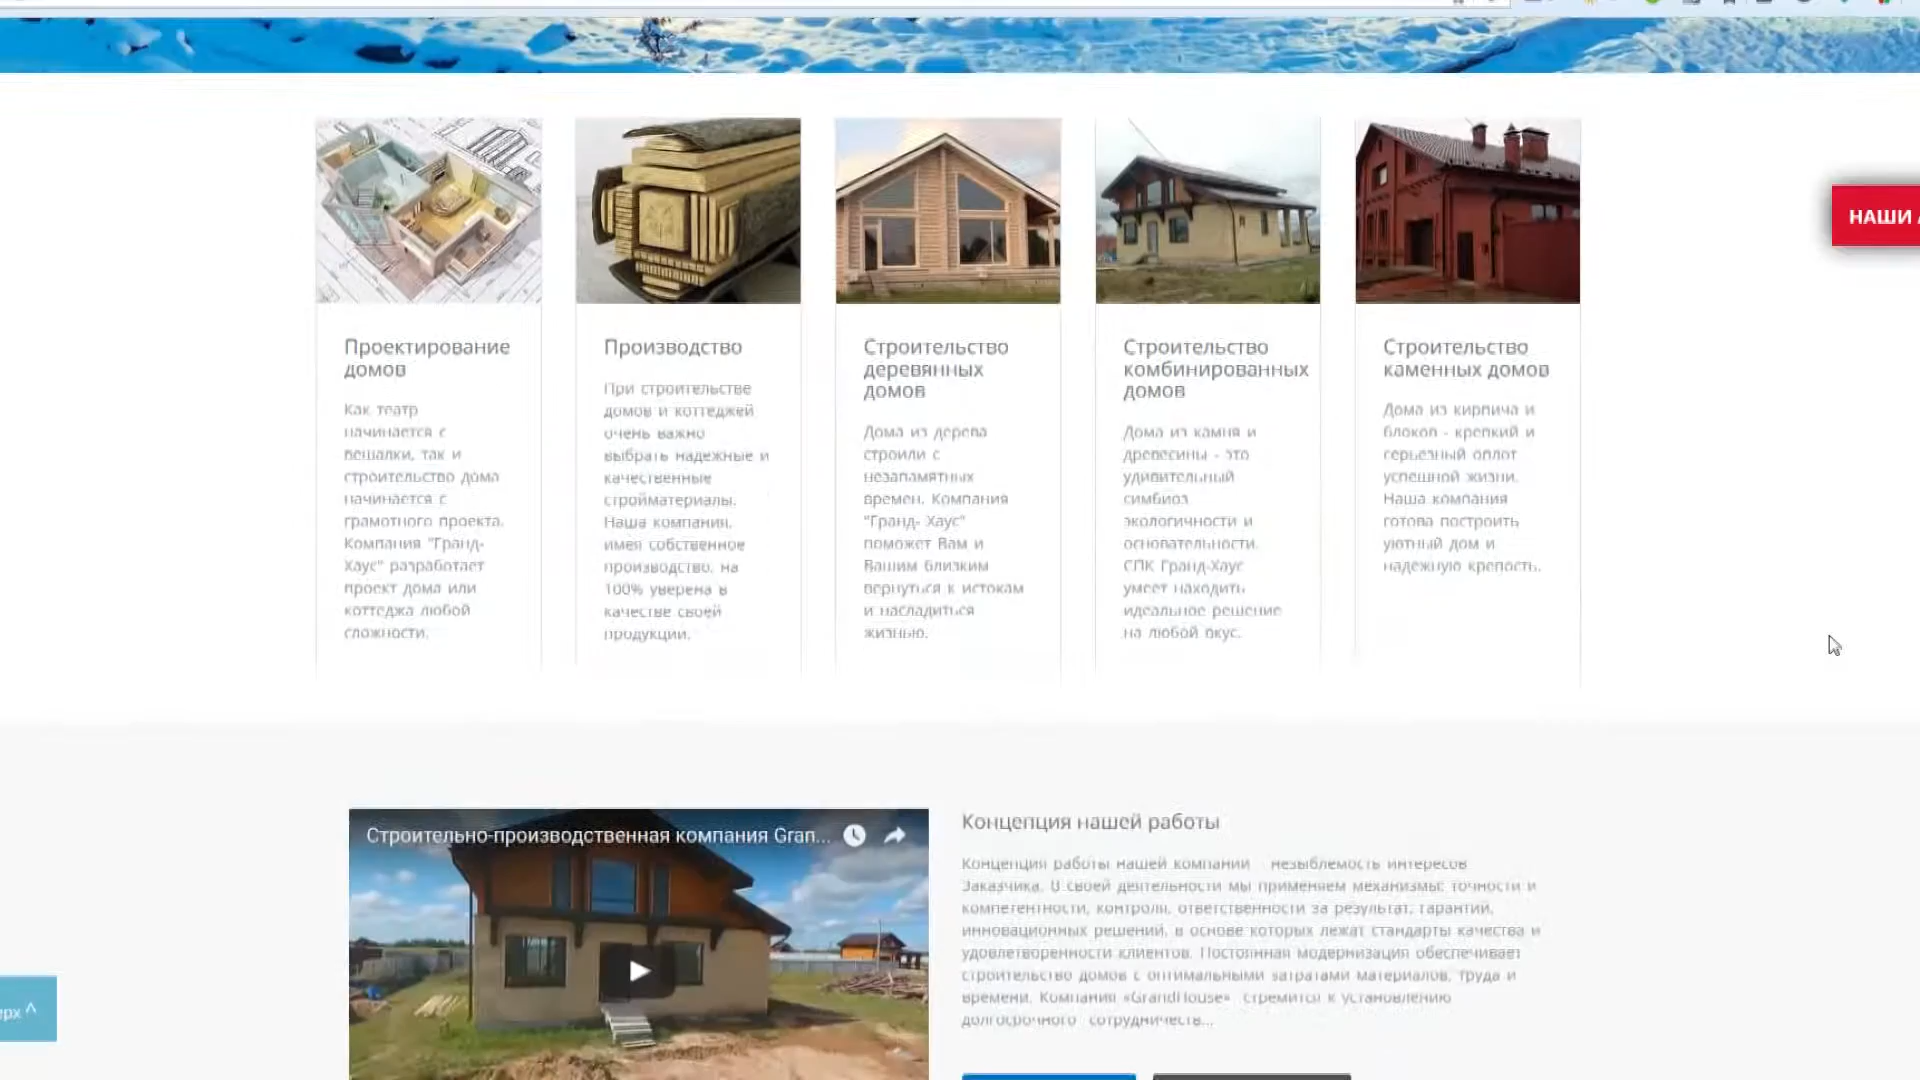 НАШИ
Проектирование
домов
Как театр
начинается с
вешалки, так и
строительство дома
начинается с
грамотного проекта.
Компания "Гранд-
Хаус" разработает
проект дома или
коттеджа любой
сложности.
Производство
При строительстве
домов и коттеджей
очень важно
выбрать надежные и
качественные
стройматериалы.
Наша компания,
имея собственное
производство, на
100% уверена в
качестве своей
продукции.
Строительство
деревянных
домов
Дома из дерева
строили с
незапамятных
времен. Компания
"Гранд- Хаус"
поможет Вам и
Вашим близким
вернуться к истокам
и насладиться
жизнью.
Строительство
комбинированных
домов
Дома из камня и
древесины - это
удивительный
симбиоз
экологичности и
основательности.
СПК Гранд-Хаус
умеет находить
идеальное решение
на любой вкус.
Строительство
каменных домов
Дома из кирпича и
блоков - крепкий и
серьезный оплот
успешной жизни.
Наша компания
готова построить
уютный дом и
надежную крепость.
Строительно-производственная компания Gran...
Концепция нашей работы
Концепция работы нашей компании незыблемость интересов
Заказчика. В своей деятельности мы применяем механизмы: точности и
компетентности, контроля, ответственности за результат, гарантий,
инновационных решений, в основе которых лежат стандарты качества и
удовлетворенности клиентов. Постоянная модернизация обеспечивает
строительство домов с оптимальными затратами материалов, труда и
времени. Компания «GrandHouse» стремится к установлению
долгосрочного сотрудничеств...
ерх ^